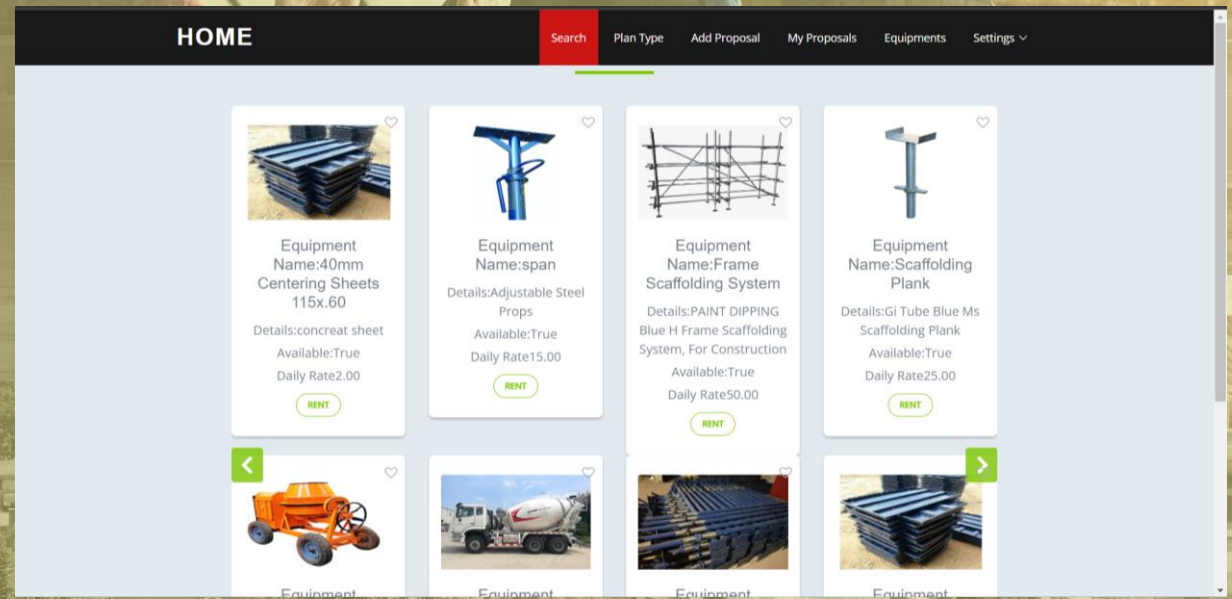 HOME
Search
Plan Type
Add Proposal
My Proposals
Equipments
Settings
Equipment
Name:40mm
Centering Sheets
115x.60
Details:concreat sheet
Available:True
Daily Rate2.00
RENT
Equipment
Name:span
Details:Adjustable Steel
Props
Available:True
Daily Rate15.00
RENT
Equipment
Name:Frame
Scaffolding System
Details:PAINT DIPPING
Blue H Frame Scaffolding
System, For Construction
Available:True
Daily Rate50.00
RENT
Equipment
Name:Scaffolding
Plank
Details:Gi Tube Blue Ms
Scaffolding Plank
Available:True
Daily Rate25.00
RENT
Equipment
Equipment
Equipment
Equipment